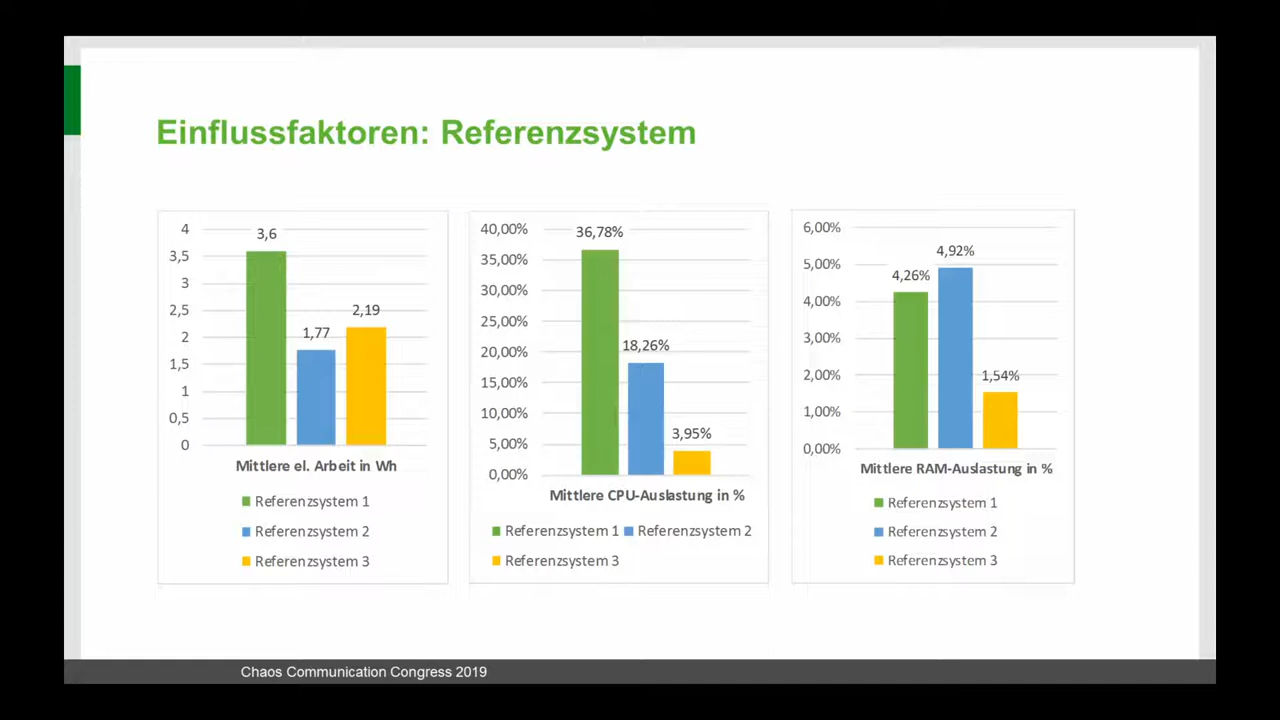 Einflussfaktoren: Referenzsystem
4
3,5
3
2,5
2
1,5
1
0,5
0
3,6
1,77
2,19
Mittlere el. Arbeit in Wh
Referenzsystem 1
Referenzsystem 2
Referenzsystem 3
40,00%
35,00%
30,00%
25,00%
20,00%
15,00%
10,00%
5,00%
0,00%
36,78%
18,26%
3,95%
Mittlere CPU-Auslastung in %
Referenzsystem 1 Referenzsystem 2
Referenzsystem 3
6,00%
5,00%
4,00%
3,00%
2,00%
1,00%
0,00%
4,26%
4,92%
1,54%
Mittlere RAM-Auslastung in %
Referenzsystem 1
Referenzsystem 2
Referenzsystem 3
Chaos Communication Congress 2019